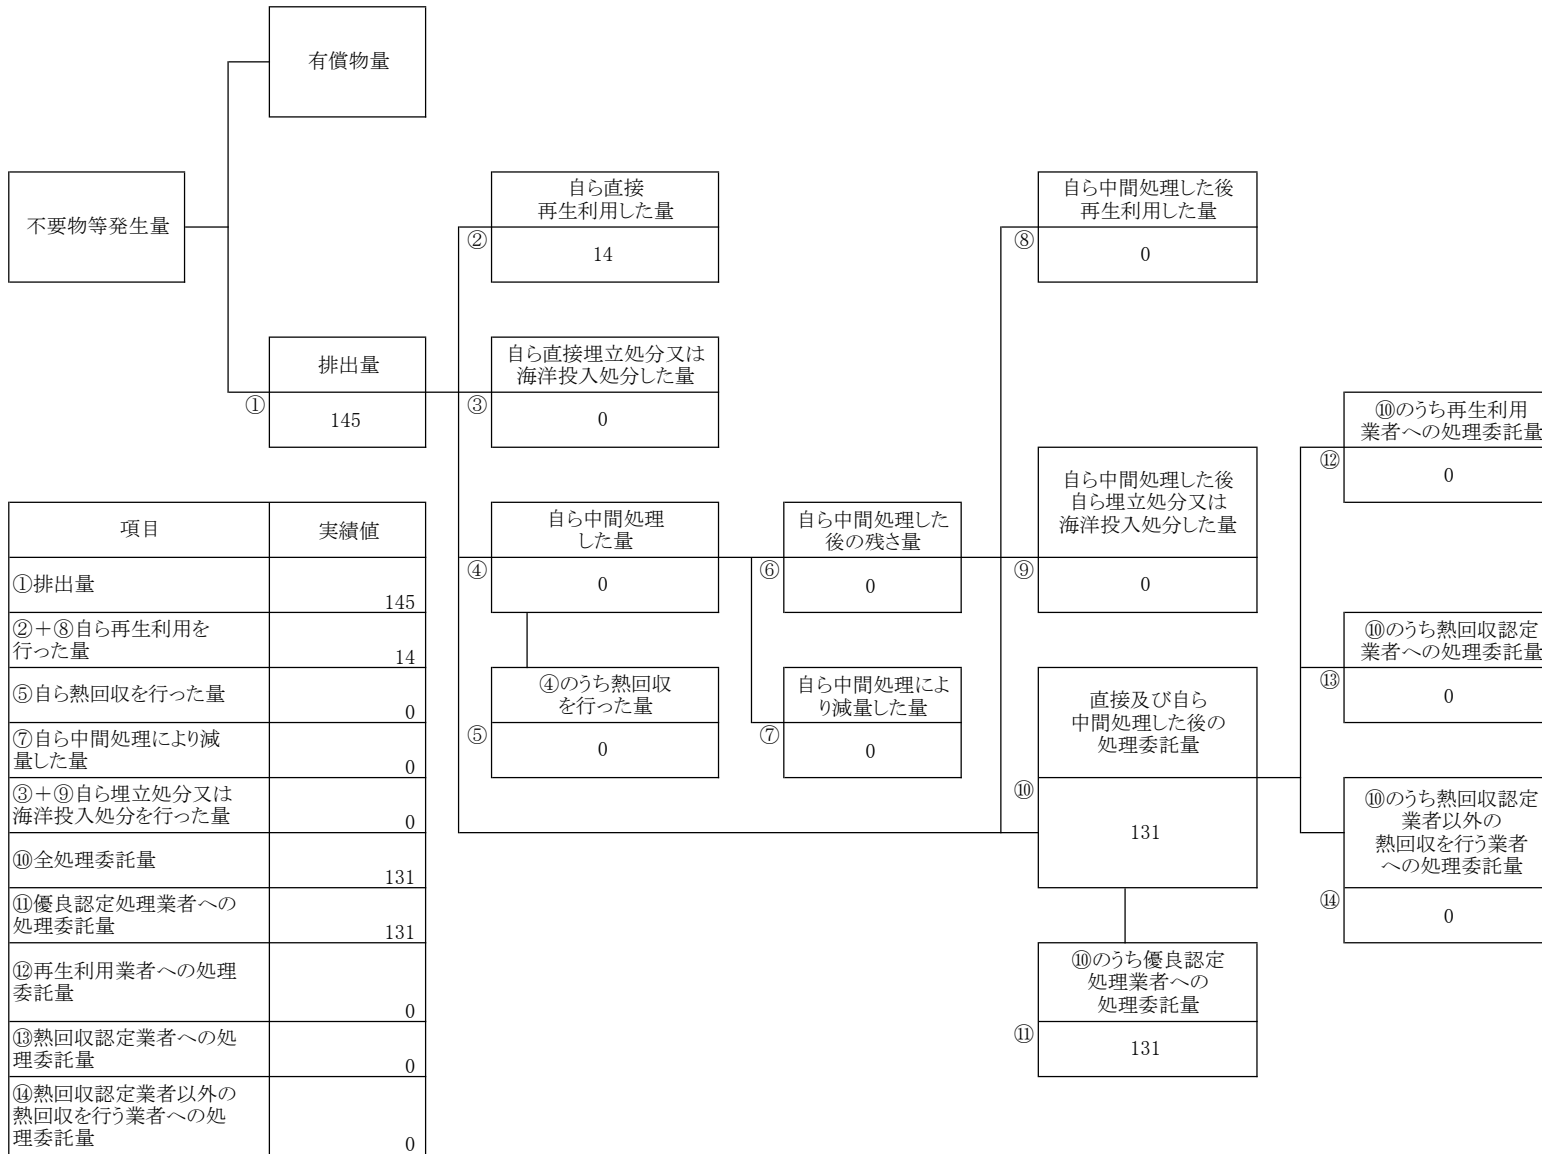 有償物量
不要物等発生量
自ら直接
再生利用した量
②
14
自ら中間処理した後
再生利用した量
⑧
0
排出量
①
145
自ら直接埋立処分又は
海洋投入処分した量
③
0
⑩のうち再生利用
業者への処理委託量
⑫
0
自ら中間処理
した量
④
0
自ら中間処理した
後の残さ量
⑥
0
自ら中間処理した後
自ら埋立処分又は
海洋投入処分した量
⑨
0
⑩のうち熱回収認定
業者への処理委託量
⑬
0
④のうち熱回収
を行った量
⑤
0
自ら中間処理によ
り減量した量
⑦
0
直接及び自ら
中間処理した後の
処理委託量
⑩
131
⑩のうち熱回収認定
業者以外の
熱回収を行う業者
への処理委託量
⑭
0
⑩のうち優良認定
処理業者への
処理委託量
⑪
131
項目 実績値
①排出量
145
②+⑧自ら再生利用を
行った量
14
⑤自ら熱回収を行った量
0
⑦自ら中間処理により減
量した量
0
③+⑨自ら埋立処分又は
海洋投入処分を行った量
0
⑩全処理委託量
131
⑪優良認定処理業者への
処理委託量
131
⑫再生利用業者への処理
委託量
0
⑬熱回収認定業者への処
理委託量
0
⑭熱回収認定業者以外の
熱回収を行う業者への処
理委託量
0